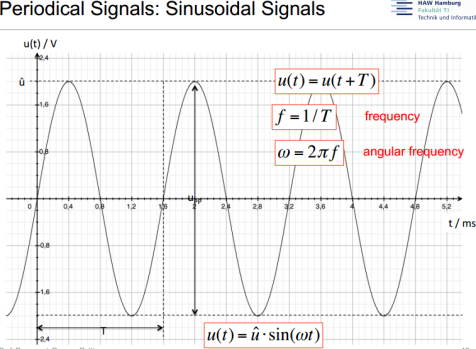 Periodical Signals: Sinusoidal Signals
HAW Hamburg
Fakultät TI
Technik und Informati
u(t) / V
2,4
û
u(t) = u(t+T)
1,6
f = 1/T frequency
0,8
ω = 2πf angular frequency
0 0,4 0,8 1,2 1,6 2 2,4 2,8 3,2 3,6 4 4,4 4,8 5,2
t / ms
-0,8
-1,6
T
u(t) = û · sin(ωt)
-2,4